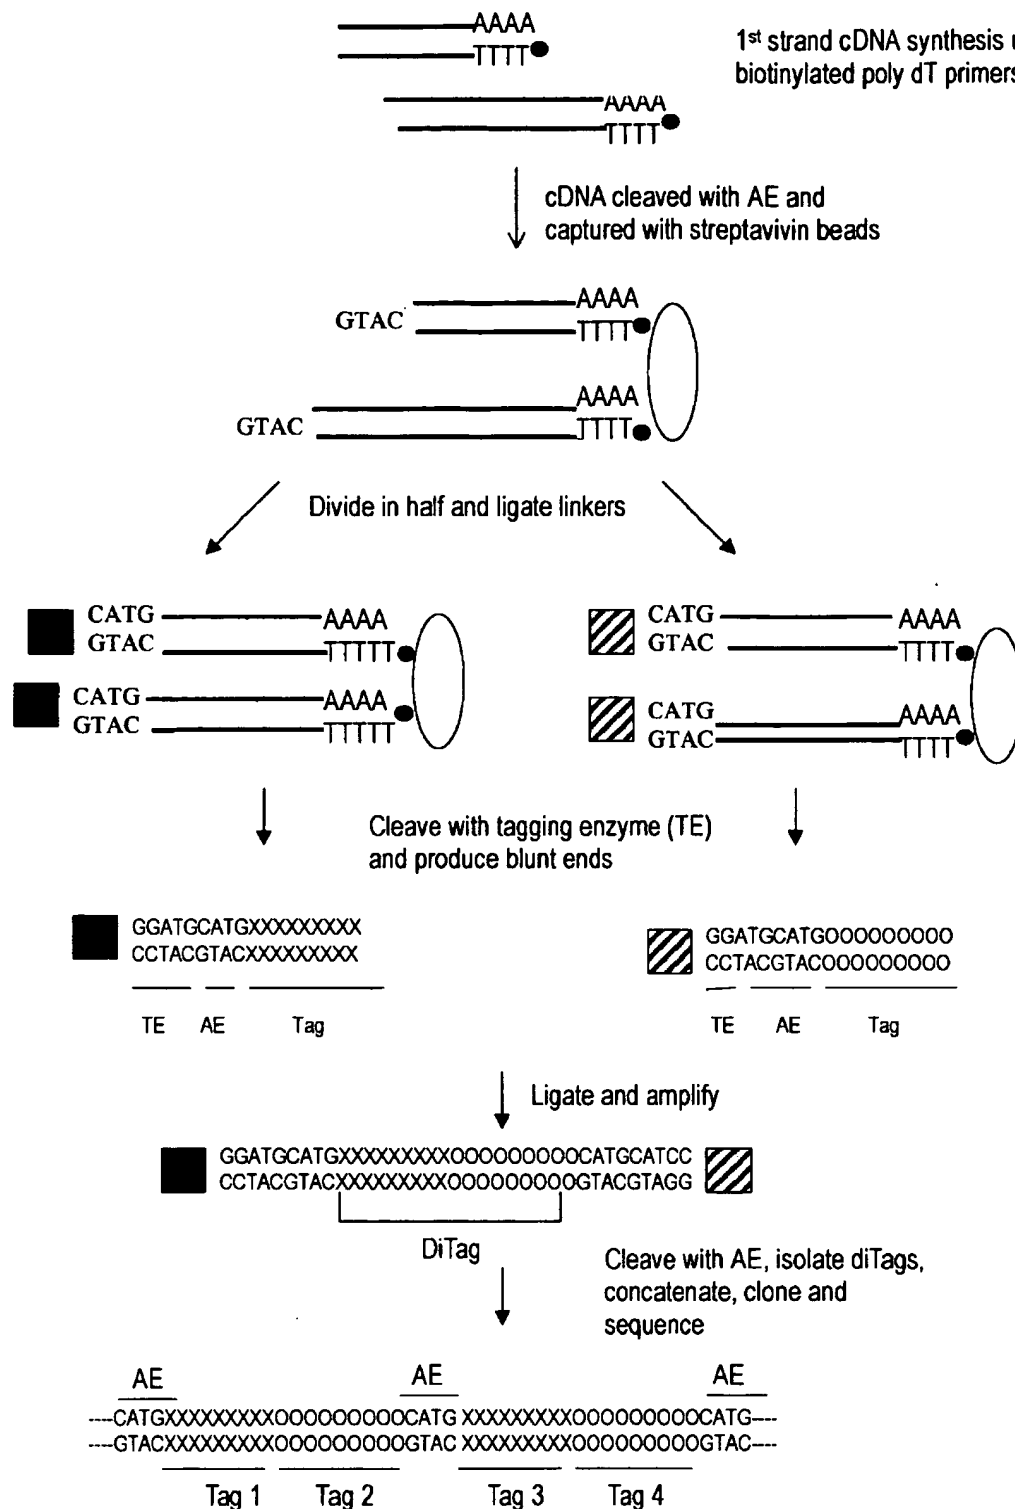 AAAA
TTTT
1st strand cDNA synthesis
biotinylated poly dT primers
AAAA
TTTT
cDNA cleaved with AE and
captured with streptavivin beads
AAAA
GTAC
TTTT
AAAA
GTAC
TTTT
Divide in half and ligate linkers
CATG AAAA
GTAC TTTTT
CATG AAAA
GTAC TTTTT
CATG AAAA
GTAC TTTT
CATG AAAA
GTAC TTTT
Cleave with tagging enzyme (TE)
and produce blunt ends
GGATGCATGXXXXXXXXX
CCTACGTACXXXXXXXXX
TE AE Tag
GGATGCATGOOOOOOOOO
CCTACGTACOOOOOOOOO
TE AE Tag
Ligate and amplify
GGATGCATGXXXXXXXXXOOOOOOOOOCATGCATCC
CCTACGTACXXXXXXXXXOOOOOOOOOGTACGTAGG
DiTag
Cleave with AE, isolate diTags,
concatenate, clone and
sequence
AE AE AE
----CATGXXXXXXXXXOOOOOOOOOCATGXXXXXXXXXOOOOOOOOOCATG----
----GTACXXXXXXXXXOOOOOOOOOGTACXXXXXXXXXOOOOOOOOOGTAC----
Tag 1 Tag 2 Tag 3 Tag 4